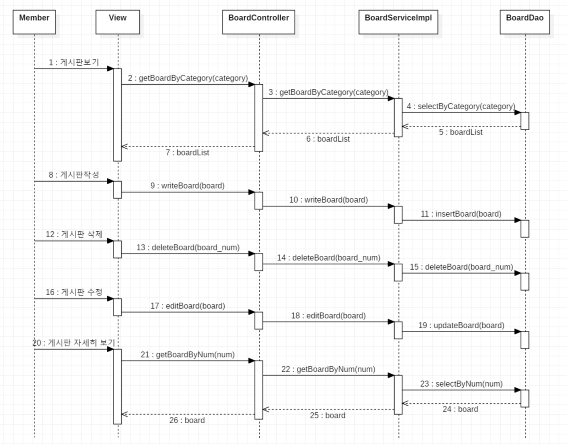 Member
View
BoardController
BoardServiceImpl
BoardDao
1 : 게시판보기
2 : getBoardByCategory(category)
3 : getBoardByCategory(category)
4 : selectByCategory(category)
5 : boardList
6 : boardList
7 : boardList
8 : 게시판작성
9 : writeBoard(board)
10 : writeBoard(board)
11 : insertBoard(board)
12 : 게시판 삭제
13 : deleteBoard(board_num)
14 : deleteBoard(board_num)
15 : deleteBoard(board_num)
16 : 게시판 수정
17 : editBoard(board)
18 : editBoard(board)
19 : updateBoard(board)
20 : 게시판 자세히 보기
21 : getBoardByNum(num)
22 : getBoardByNum(num)
23 : selectByNum(num)
24 : board
25 : board
26 : board